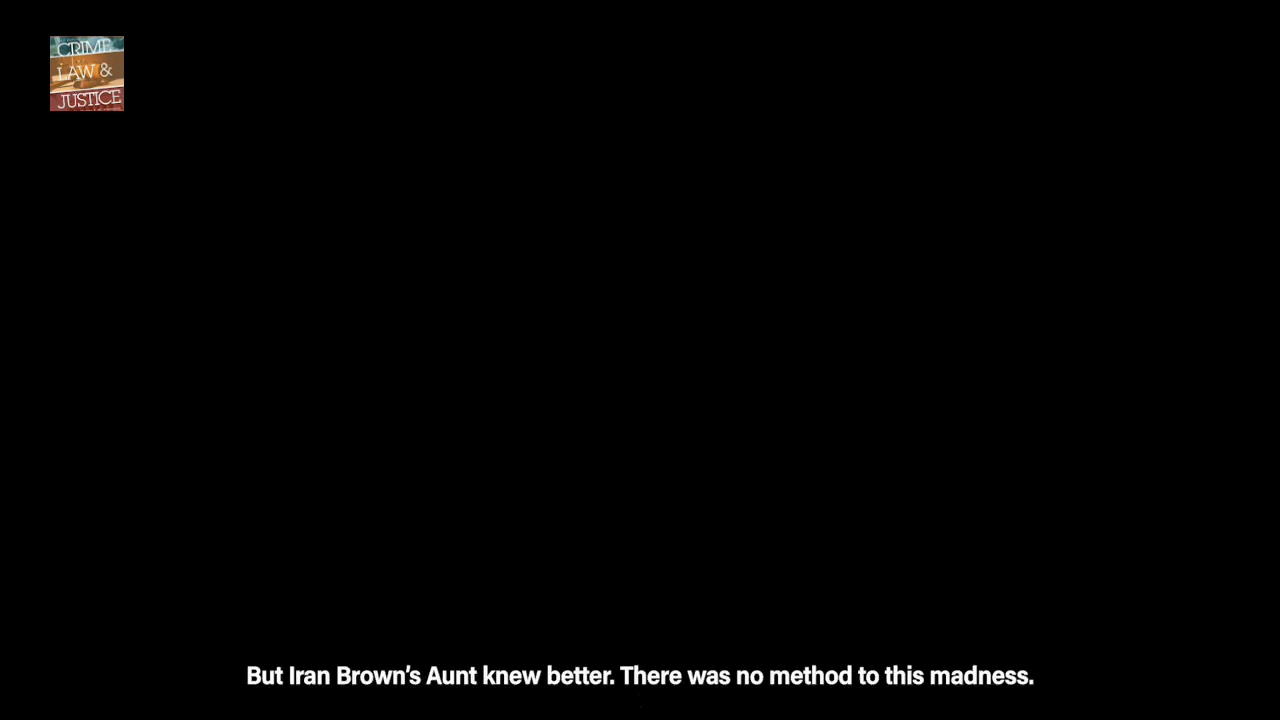 CRIME
LAW &
JUSTICE
But Iran Brown’s Aunt knew better. There was no method to this madness.